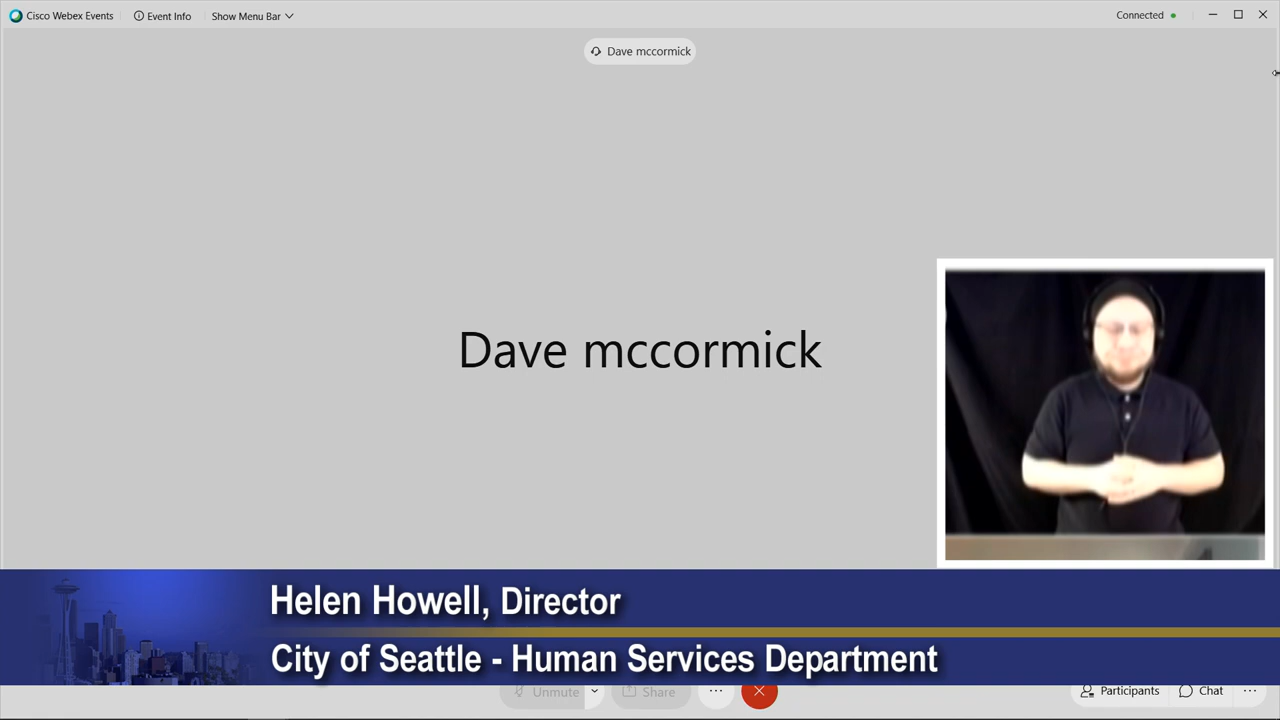 Cisco Webex Events
Event Info
Show Menu Bar
Connected
Dave mccormick
Dave mccormick
Helen Howell, Director
City of Seattle - Human Services Department
Unmute
Share
Participants
Chat